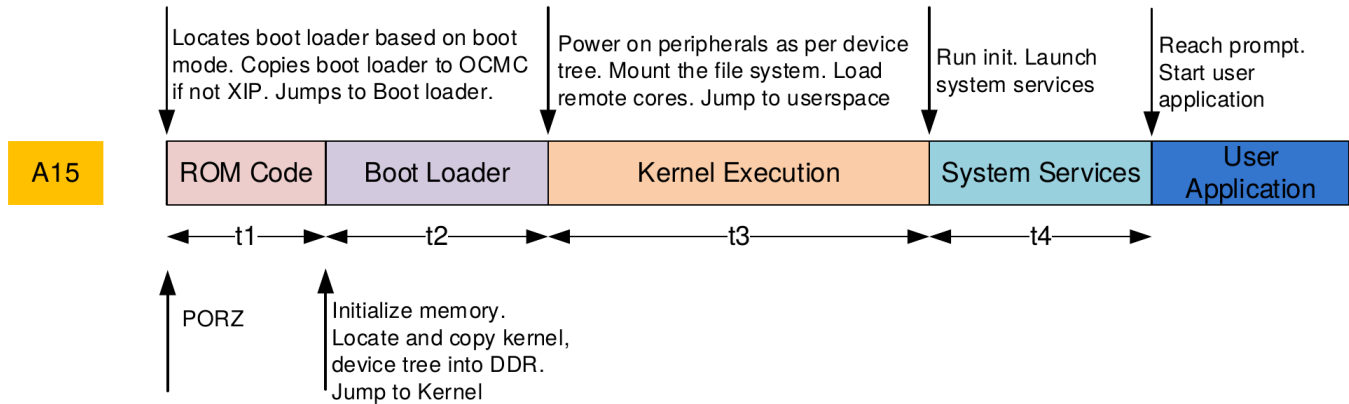 Locates boot loader based on boot
mode. Copies boot loader to OCMC
if not XIP. Jumps to Boot loader.
Power on peripherals as per device
tree. Mount the file system. Load
remote cores. Jump to userspace
Run init. Launch
system services
Reach prompt.
Start user
application
A15
ROM Code
Boot Loader
Kernel Execution
System Services
User
Application
t1
t2
t3
t4
PORZ
Initialize memory.
Locate and copy kernel,
device tree into DDR.
Jump to Kernel